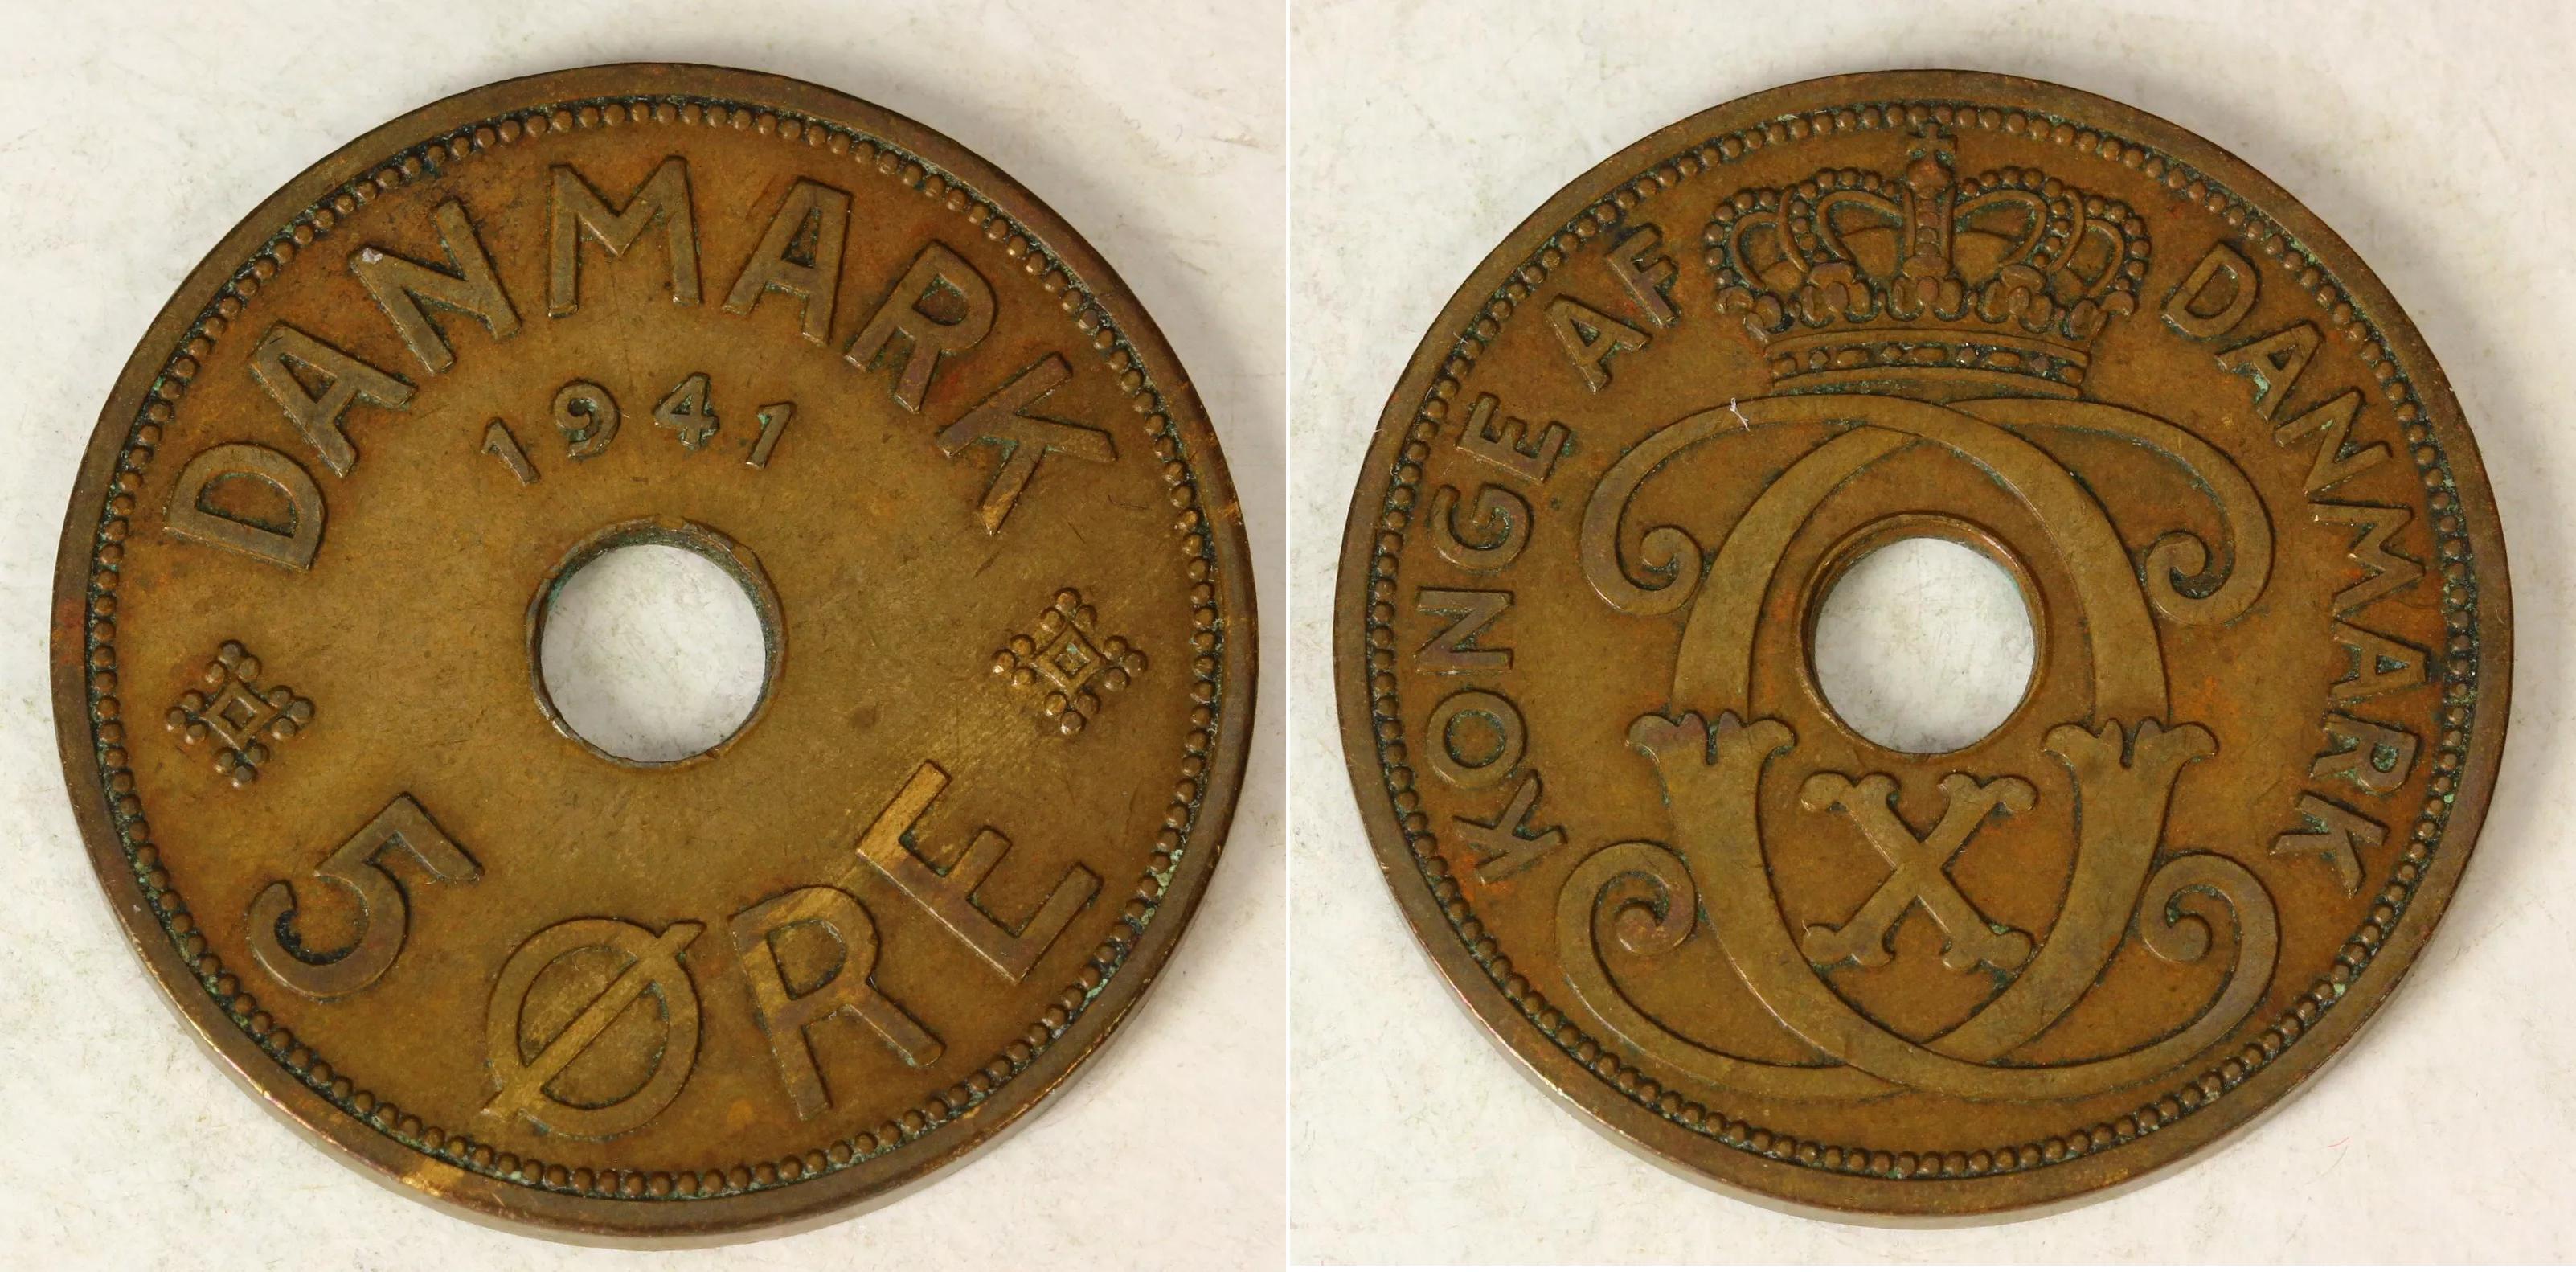 DANMARK
1941
5 ØRE
KONGE AF DANMARK
C X